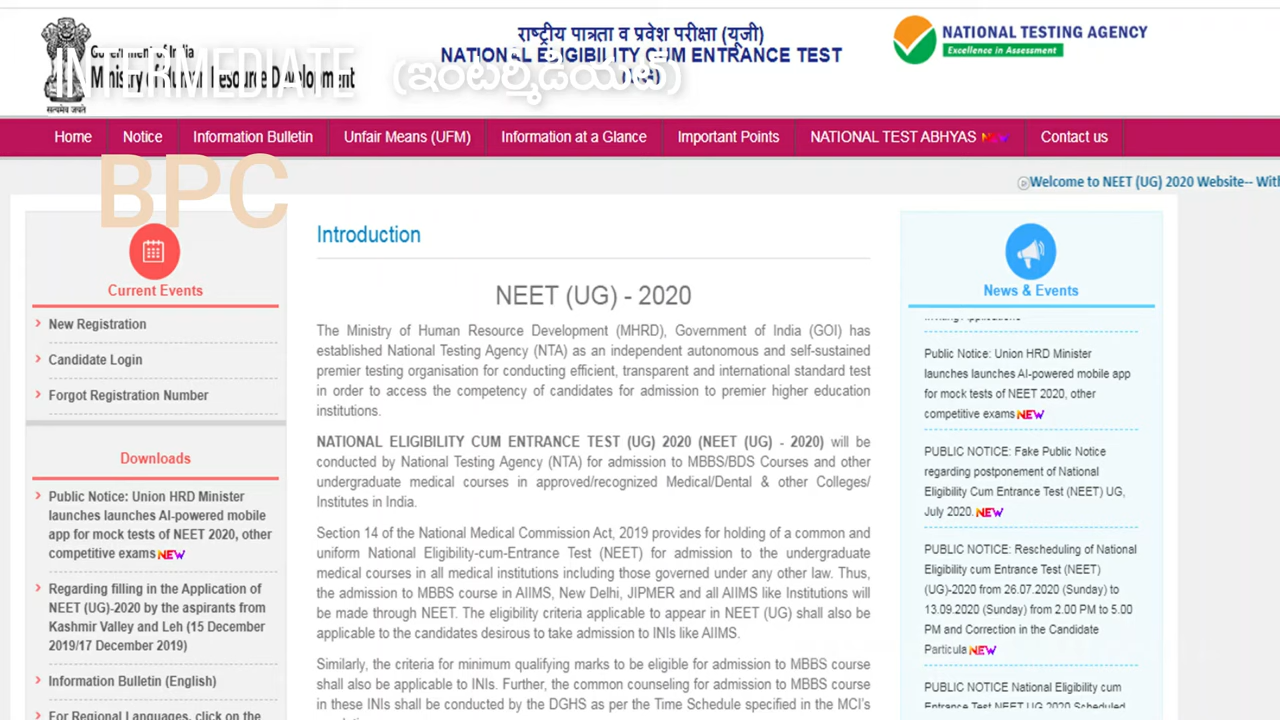 Government of India
Ministry of Human Resource Development
सत्यमेव जयते
INTERMEDIATE (ఇంటర్మీడియట్)
राष्ट्रीय पात्रता व प्रवेश परीक्षा (यूजी)
NATIONAL ELIGIBILITY CUM ENTRANCE TEST
NATIONAL TESTING AGENCY
Excellence in Assessment
Home Notice Information Bulletin Unfair Means (UFM) Information at a Glance Important Points NATIONAL TEST ABHYAS NEW Contact us
BPC
Welcome to NEET (UG) 2020 Website-- With
Current Events
New Registration
Candidate Login
Forgot Registration Number
Downloads
Public Notice: Union HRD Minister
launches launches AI-powered mobile
app for mock tests of NEET 2020, other
competitive exams NEW
Regarding filling in the Application of
NEET (UG)-2020 by the aspirants from
Kashmir Valley and Leh (15 December
2019/17 December 2019)
Information Bulletin (English)
For Regional Languages, click on the
Introduction
NEET (UG) - 2020
The Ministry of Human Resource Development (MHRD), Government of India (GOI) has
established National Testing Agency (NTA) as an independent autonomous and self-sustained
premier testing organisation for conducting efficient, transparent and international standard test
in order to access the competency of candidates for admission to premier higher education
institutions.
NATIONAL ELIGIBILITY CUM ENTRANCE TEST (UG) 2020 (NEET (UG) - 2020) will be
conducted by National Testing Agency (NTA) for admission to MBBS/BDS Courses and other
undergraduate medical courses in approved/recognized Medical/Dental & other Colleges/
Institutes in India.
Section 14 of the National Medical Commission Act, 2019 provides for holding of a common and
uniform National Eligibility-cum-Entrance Test (NEET) for admission to the undergraduate
medical courses in all medical institutions including those governed under any other law. Thus,
the admission to MBBS course in AIIMS, New Delhi, JIPMER and all AIIMS like Institutions will
be made through NEET. The eligibility criteria applicable to appear in NEET (UG) shall also be
applicable to the candidates desirous to take admission to INIs like AIIMS.
Similarly, the criteria for minimum qualifying marks to be eligible for admission to MBBS course
shall also be applicable to INIs. Further, the common counseling for admission to MBBS course
in these INIs shall be conducted by the DGHS as per the Time Schedule specified in the MCI's
News & Events
Inviting Applications
Public Notice: Union HRD Minister
launches launches AI-powered mobile app
for mock tests of NEET 2020, other
competitive exams NEW
PUBLIC NOTICE: Fake Public Notice
regarding postponement of National
Eligibility Cum Entrance Test (NEET) UG,
July 2020. NEW
PUBLIC NOTICE: Rescheduling of National
Eligibility cum Entrance Test (NEET)
(UG)-2020 from 26.07.2020 (Sunday) to
13.09.2020 (Sunday) from 2.00 PM to 5.00
PM and Correction in the Candidate
Particula NEW
PUBLIC NOTICE National Eligibility cum
Entrance Test NEET UG 2020 Scheduled